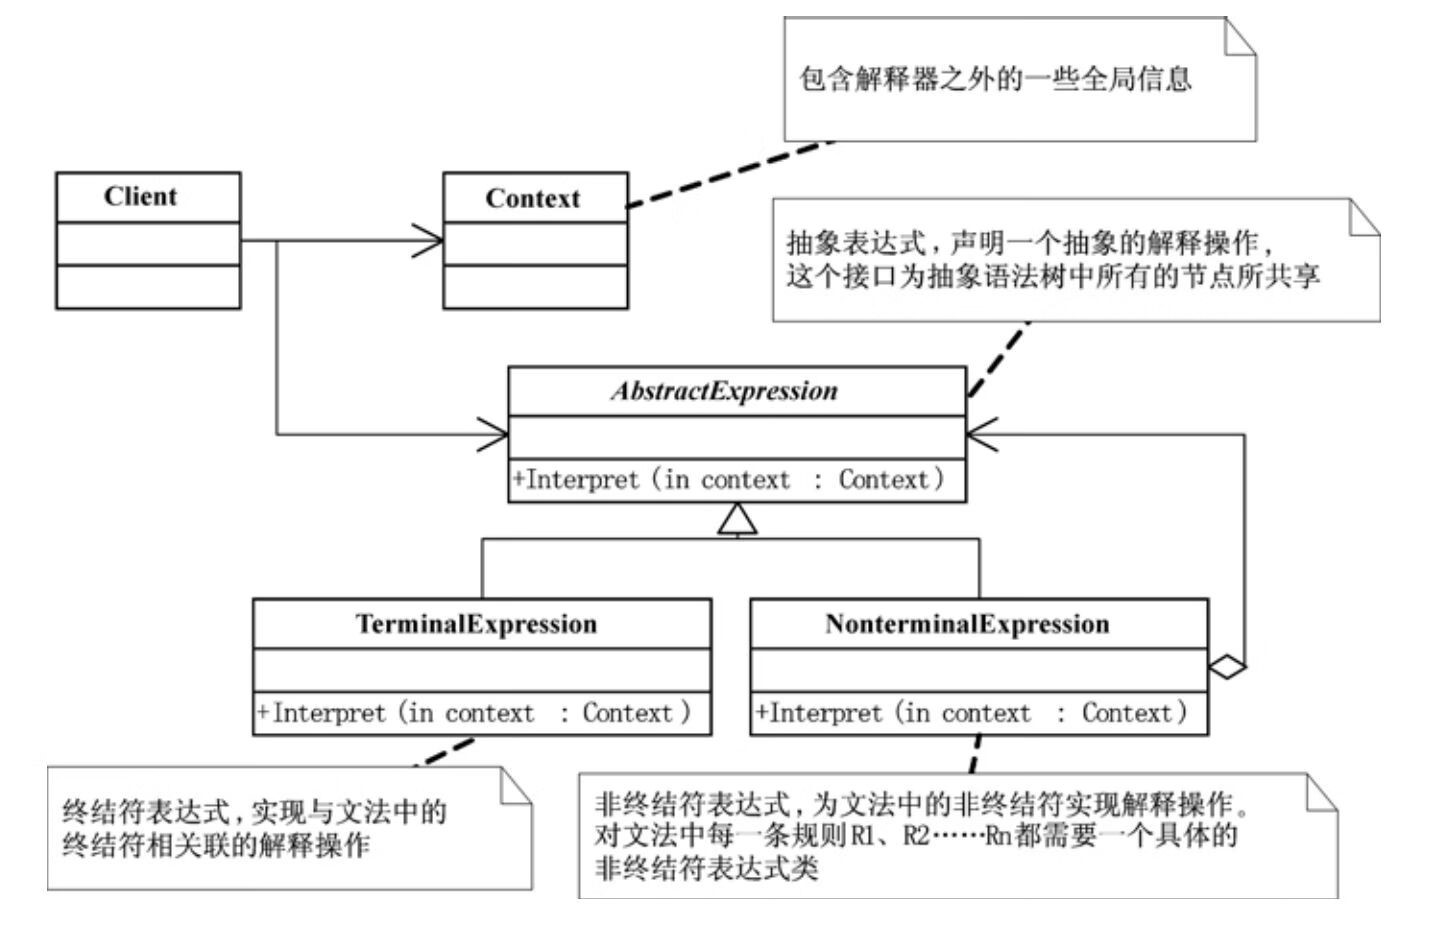 包含解释器之外的一些全局信息
Client
Context
抽象表达式，声明一个抽象的解释操作，
这个接口为抽象语法树中所有的节点所共享
AbstractExpression
+Interpret(in context : Context)
TerminalExpression
+Interpret(in context : Context)
NonterminalExpression
+Interpret(in context : Context)
终结符表达式，实现与文法中的
终结符相关联的解释操作
非终结符表达式，为文法中的非终结符实现解释操作。
对文法中每一条规则R1、R2……Rn都需要一个具体的
非终结符表达式类